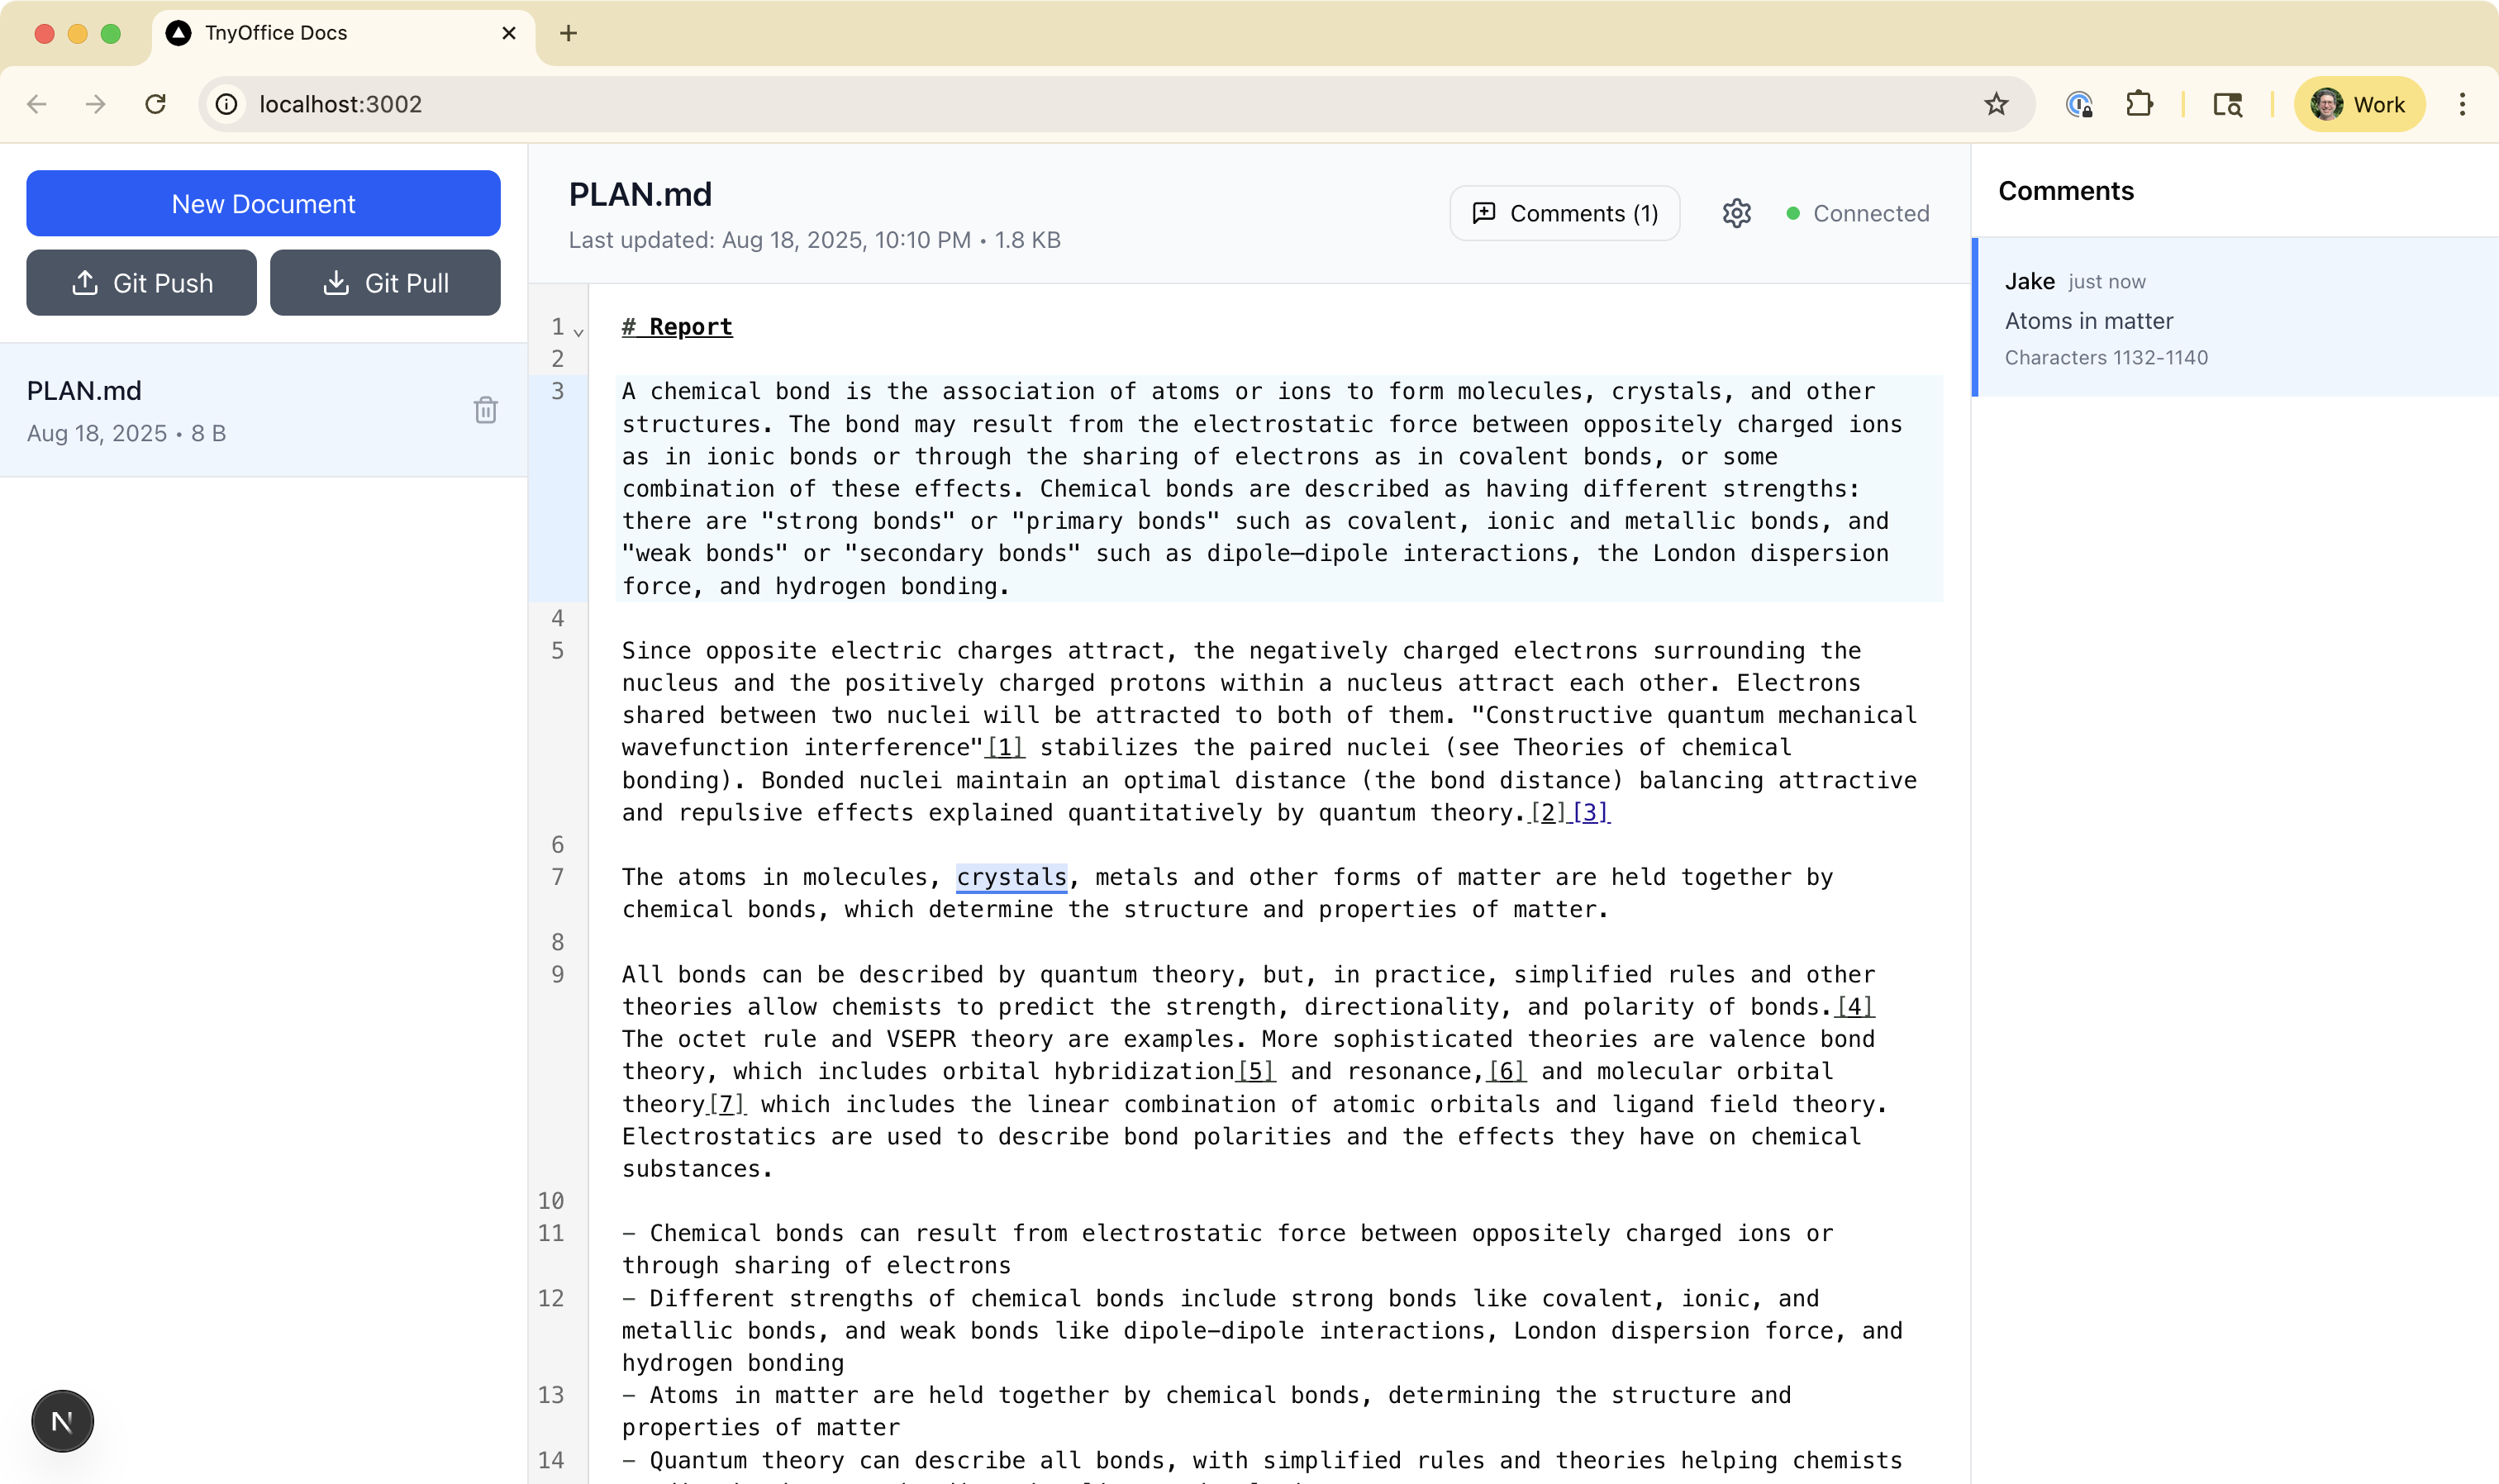 TnyOffice Docs
localhost:3002
Work
New Document
Git Push
Git Pull
PLAN.md
Aug 18, 2025 • 8 B
PLAN.md
Last updated: Aug 18, 2025, 10:10 PM • 1.8 KB
Comments (1)
Connected
1 # Report
2
3 A chemical bond is the association of atoms or ions to form molecules, crystals, and other
structures. The bond may result from the electrostatic force between oppositely charged ions
as in ionic bonds or through the sharing of electrons as in covalent bonds, or some
combination of these effects. Chemical bonds are described as having different strengths:
there are "strong bonds" or "primary bonds" such as covalent, ionic and metallic bonds, and
"weak bonds" or "secondary bonds" such as dipole–dipole interactions, the London dispersion
force, and hydrogen bonding.
4
5 Since opposite electric charges attract, the negatively charged electrons surrounding the
nucleus and the positively charged protons within a nucleus attract each other. Electrons
shared between two nuclei will be attracted to both of them. "Constructive quantum mechanical
wavefunction interference"[1] stabilizes the paired nuclei (see Theories of chemical
bonding). Bonded nuclei maintain an optimal distance (the bond distance) balancing attractive
and repulsive effects explained quantitatively by quantum theory.[2][3]
6
7 The atoms in molecules, crystals, metals and other forms of matter are held together by
chemical bonds, which determine the structure and properties of matter.
8
9 All bonds can be described by quantum theory, but, in practice, simplified rules and other
theories allow chemists to predict the strength, directionality, and polarity of bonds.[4]
The octet rule and VSEPR theory are examples. More sophisticated theories are valence bond
theory, which includes orbital hybridization[5] and resonance,[6] and molecular orbital
theory[7] which includes the linear combination of atomic orbitals and ligand field theory.
Electrostatics are used to describe bond polarities and the effects they have on chemical
substances.
10
11 - Chemical bonds can result from electrostatic force between oppositely charged ions or
through sharing of electrons
12 - Different strengths of chemical bonds include strong bonds like covalent, ionic, and
metallic bonds, and weak bonds like dipole-dipole interactions, London dispersion force, and
hydrogen bonding
13 - Atoms in matter are held together by chemical bonds, determining the structure and
properties of matter
14 - Quantum theory can describe all bonds, with simplified rules and theories helping chemists
Comments
Jake just now
Atoms in matter
Characters 1132-1140
N